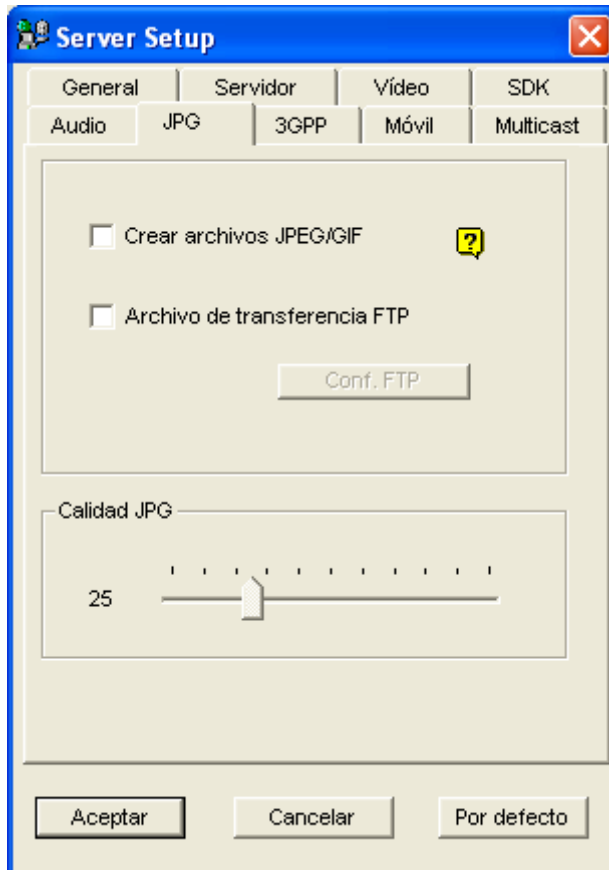 Server Setup
General Servidor Vídeo SDK
Audio JPG 3GPP Móvil Multicast
Crear archivos JPEG/GIF ?
Archivo de transferencia FTP
Conf. FTP
Calidad JPG
25
Aceptar Cancelar Por defecto